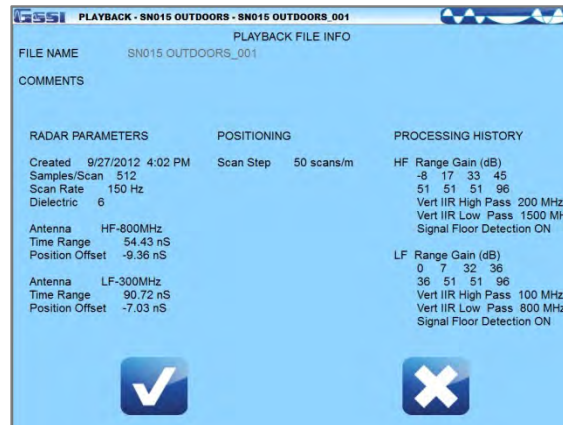 GSSI PLAYBACK - SN015 OUTDOORS - SN015 OUTDOORS_001
PLAYBACK FILE INFO
FILE NAME SN015 OUTDOORS_001
COMMENTS
RADAR PARAMETERS
Created 9/27/2012 4:02 PM
Samples/Scan 512
Scan Rate 150 Hz
Dielectric 6
Antenna HF-800MHz
Time Range 54.43 nS
Position Offset -9.36 nS
Antenna LF-300MHz
Time Range 90.72 nS
Position Offset -7.03 nS
POSITIONING
Scan Step 50 scans/m
PROCESSING HISTORY
HF Range Gain (dB)
-8 17 33 45
51 51 51 96
Vert IIR High Pass 200 MHz
Vert IIR Low Pass 1500 MH
Signal Floor Detection ON
LF Range Gain (dB)
0 7 32 36
36 51 51 96
Vert IIR High Pass 100 MHz
Vert IIR Low Pass 800 MHz
Signal Floor Detection ON